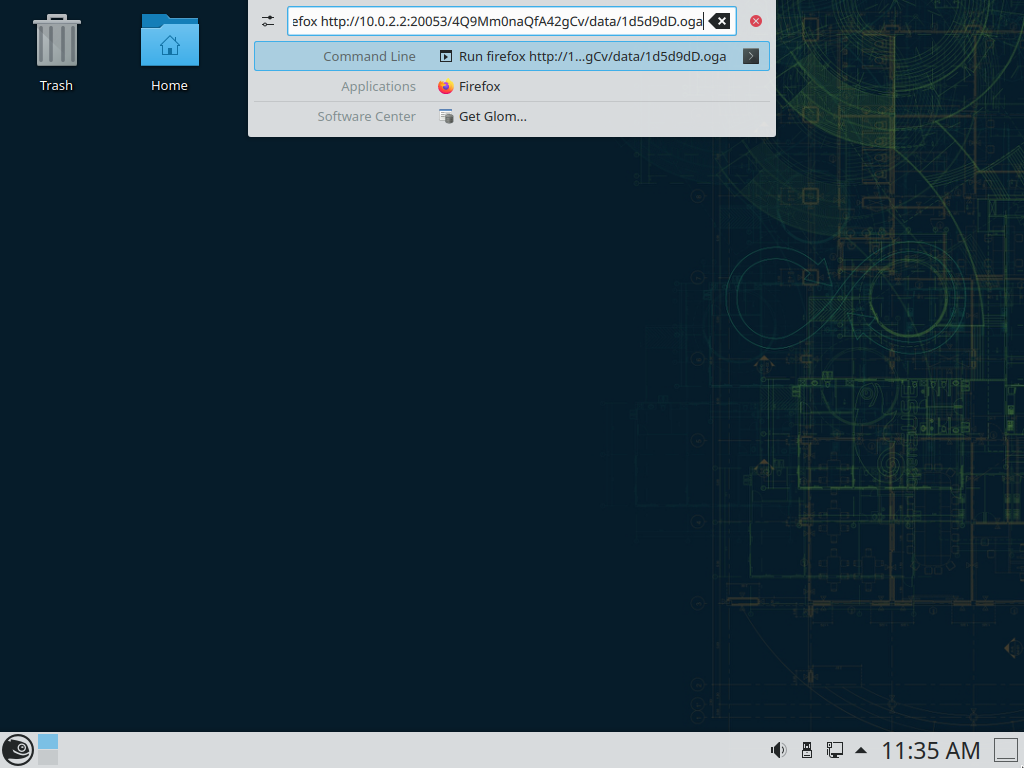 efox http://10.0.2.2:20053/4Q9Mm0naQfA42gCv/data/1d5d9dD.oga
Command Line Run firefox http://1...gCv/data/1d5d9dD.oga
Applications Firefox
Software Center Get Glom...
Trash
Home
11:35 AM